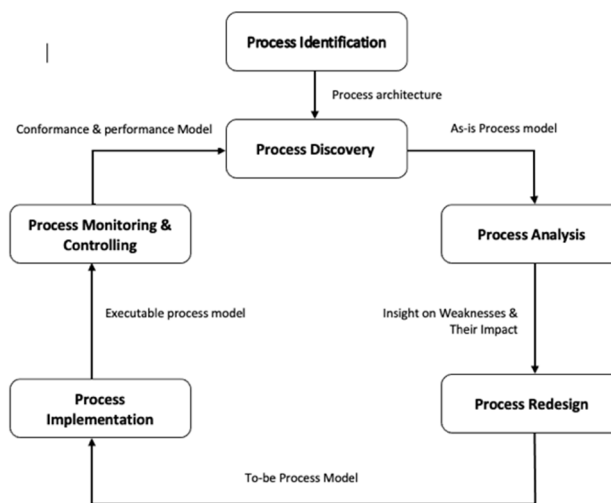 Process Identification
Process architecture
Conformance & performance Model
As-is Process model
Process Discovery
Process Monitoring &
Controlling
Process Analysis
Executable process model
Insight on Weaknesses &
Their Impact
Process
Implementation
Process Redesign
To-be Process Model